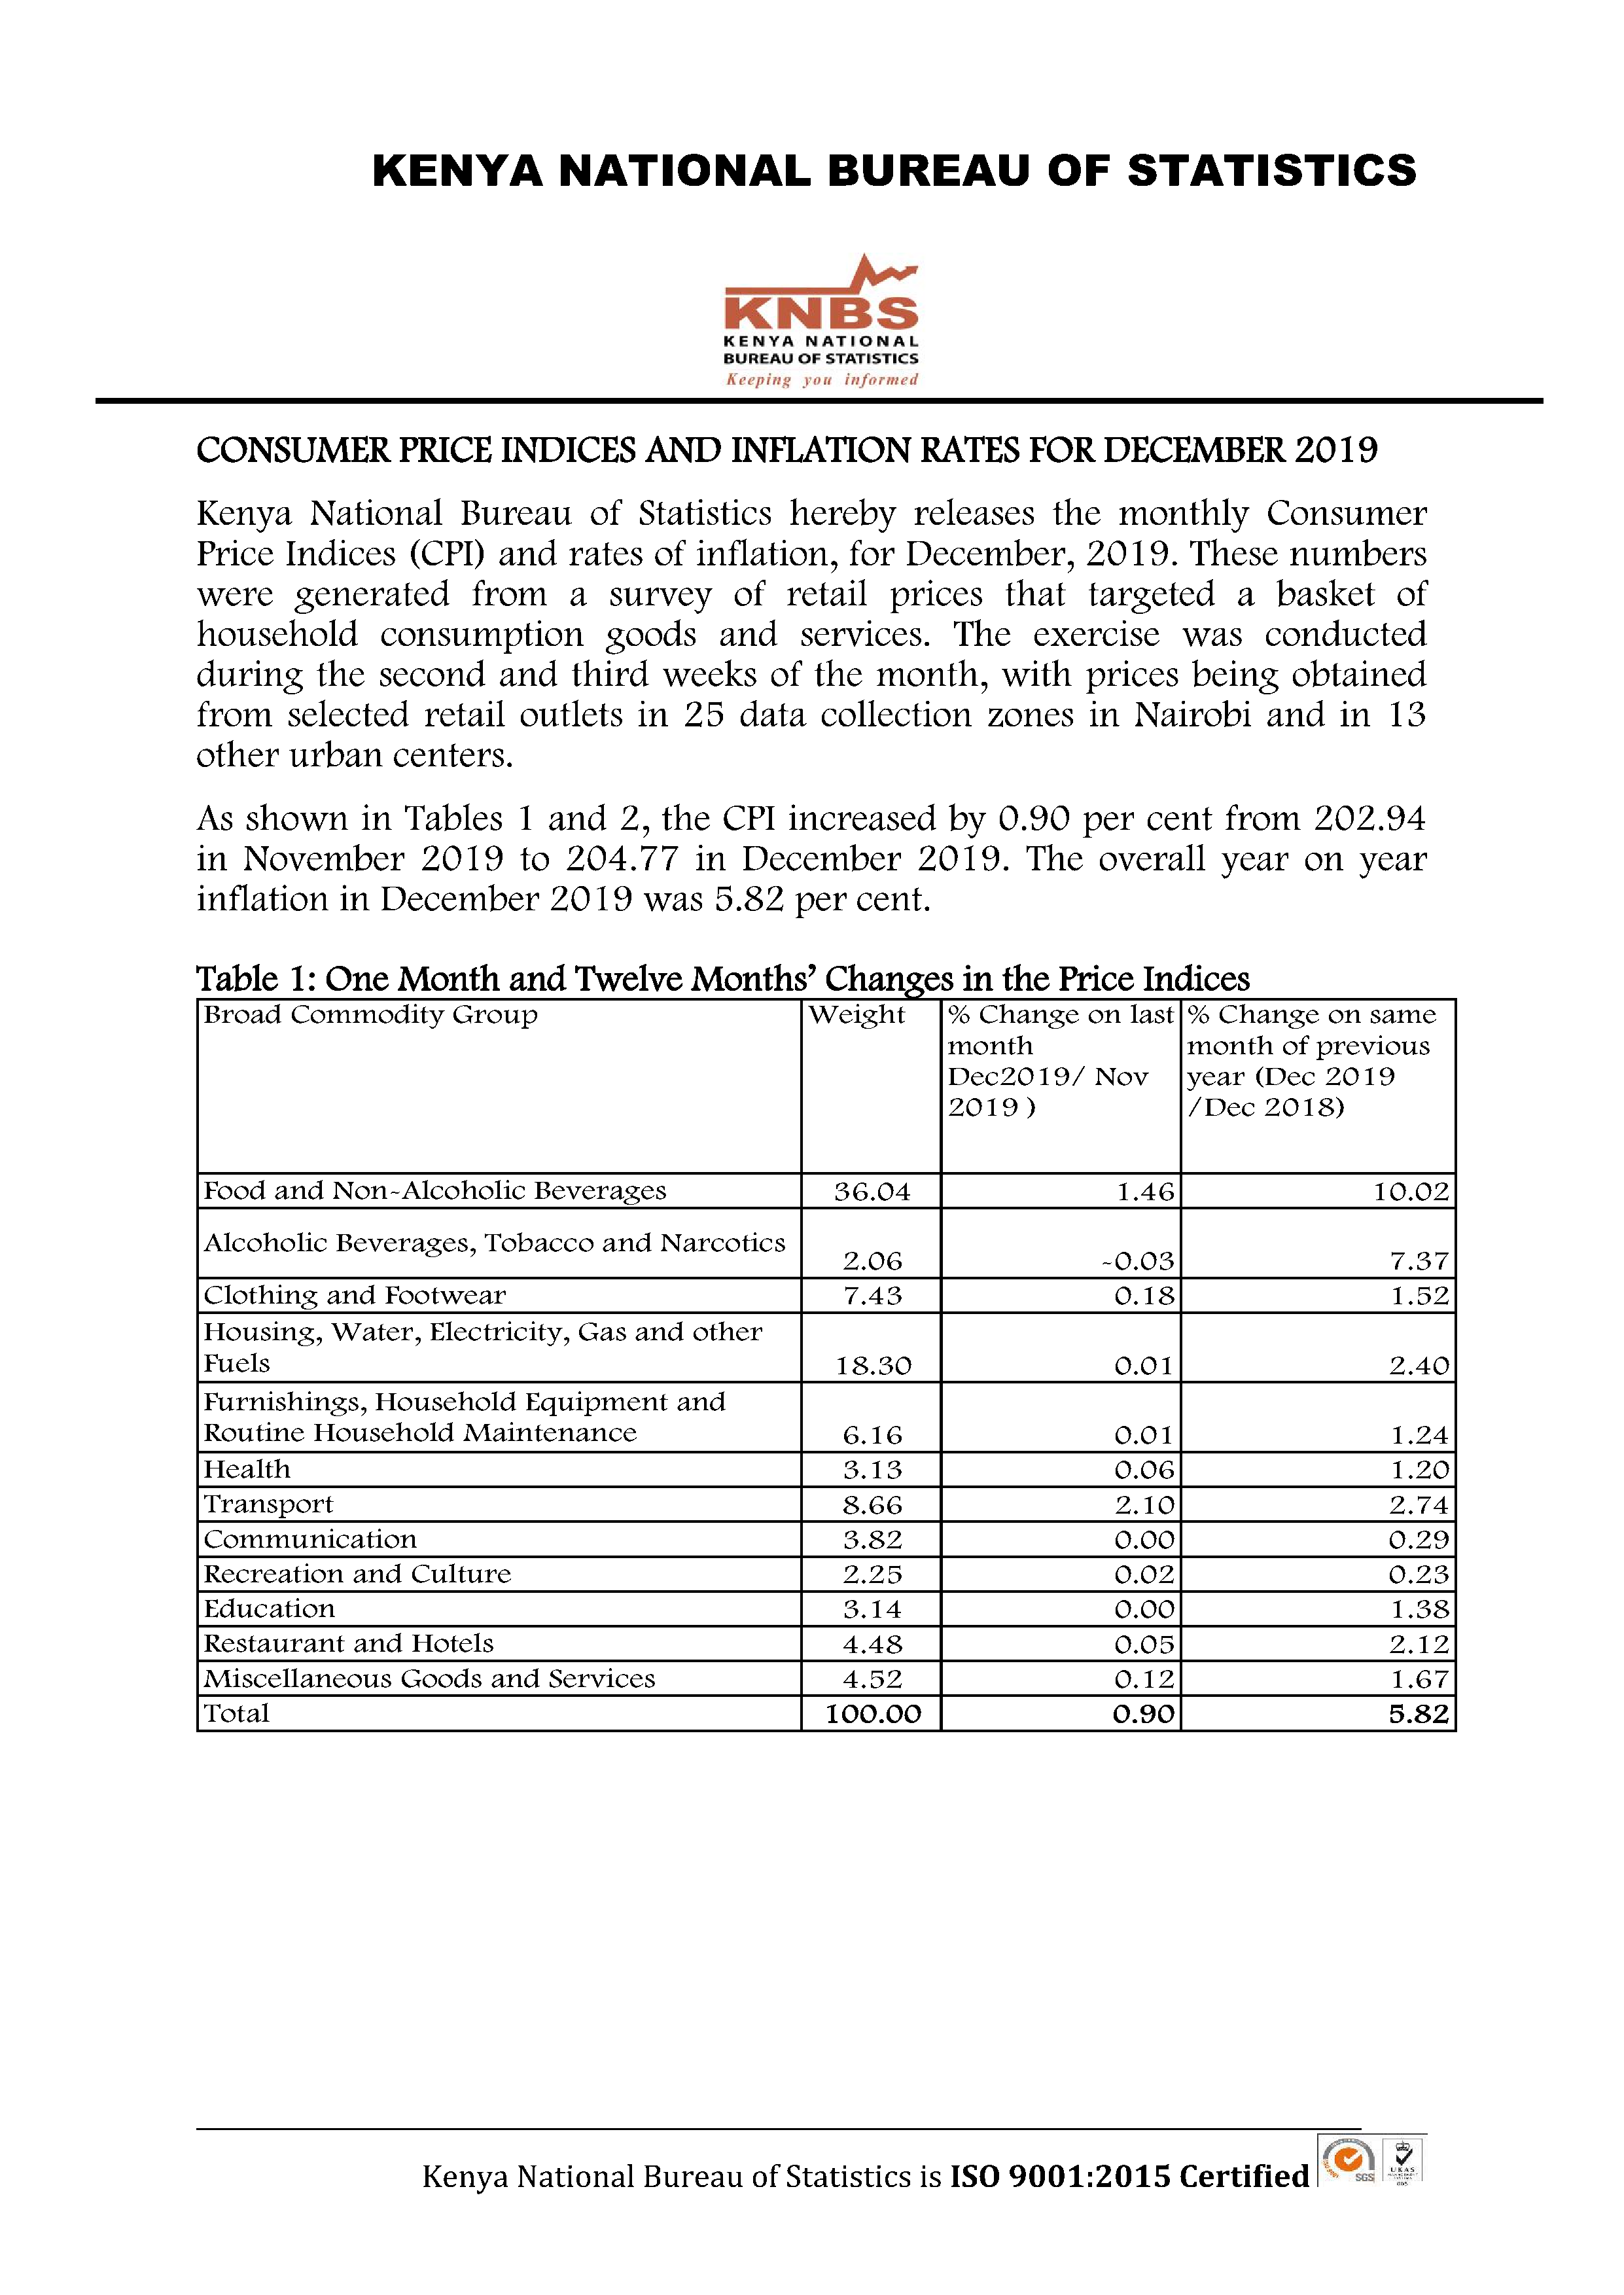 KENYA NATIONAL BUREAU OF STATISTICS
KNBS
KENYA NATIONAL
BUREAU OF STATISTICS
Keeping you informed
CONSUMER PRICE INDICES AND INFLATION RATES FOR DECEMBER 2019
Kenya National Bureau of Statistics hereby releases the monthly Consumer
Price Indices (CPI) and rates of inflation, for December, 2019. These numbers
were generated from a survey of retail prices that targeted a basket of
household consumption goods and services. The exercise was conducted
during the second and third weeks of the month, with prices being obtained
from selected retail outlets in 25 data collection zones in Nairobi and in 13
other urban centers.
As shown in Tables 1 and 2, the CPI increased by 0.90 per cent from 202.94
in November 2019 to 204.77 in December 2019. The overall year on year
inflation in December 2019 was 5.82 per cent.
Table 1: One Month and Twelve Months' Changes in the Price Indices
Broad Commodity Group Weight % Change on last % Change on same
month month of previous
Dec2019/ Nov year (Dec 2019
2019 ) /Dec 2018)
Food and Non-Alcoholic Beverages 36.04 1.46 10.02
Alcoholic Beverages, Tobacco and Narcotics
2.06 -0.03 7.37
Clothing and Footwear 7.43 0.18 1.52
Housing, Water, Electricity, Gas and other
Fuels 18.30 0.01 2.40
Furnishings, Household Equipment and
Routine Household Maintenance 6.16 0.01 1.24
Health 3.13 0.06 1.20
Transport 8.66 2.10 2.74
Communication 3.82 0.00 0.29
Recreation and Culture 2.25 0.02 0.23
Education 3.14 0.00 1.38
Restaurant and Hotels 4.48 0.05 2.12
Miscellaneous Goods and Services 4.52 0.12 1.67
Total 100.00 0.90 5.82
Kenya National Bureau of Statistics is ISO 9001:2015 Certified
SGS
UKAS